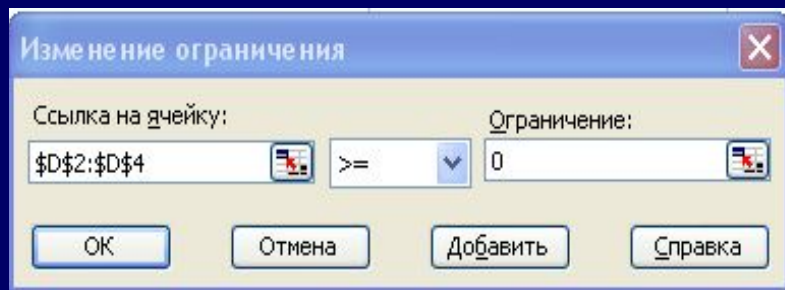 Изменение ограничения
Ссылка на ячейку:
Ограничение:
$D$2:$D$4
>=
0
ОК
Отмена
Добавить
Справка